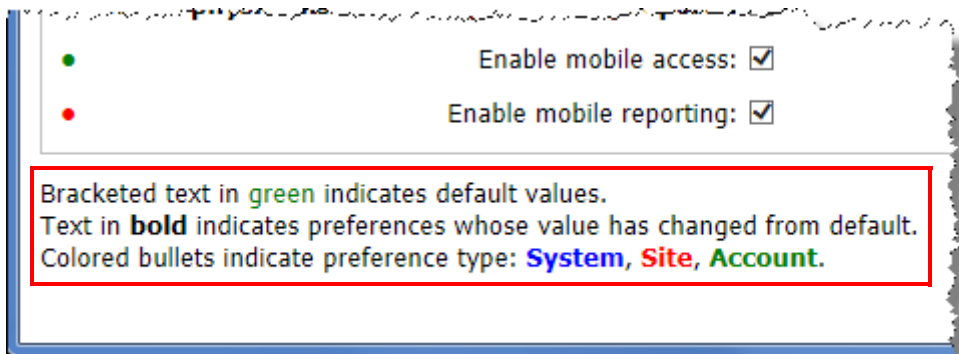 Enable mobile access:
Enable mobile reporting:
Bracketed text in green indicates default values.
Text in bold indicates preferences whose value has changed from default.
Colored bullets indicate preference type: System, Site, Account.